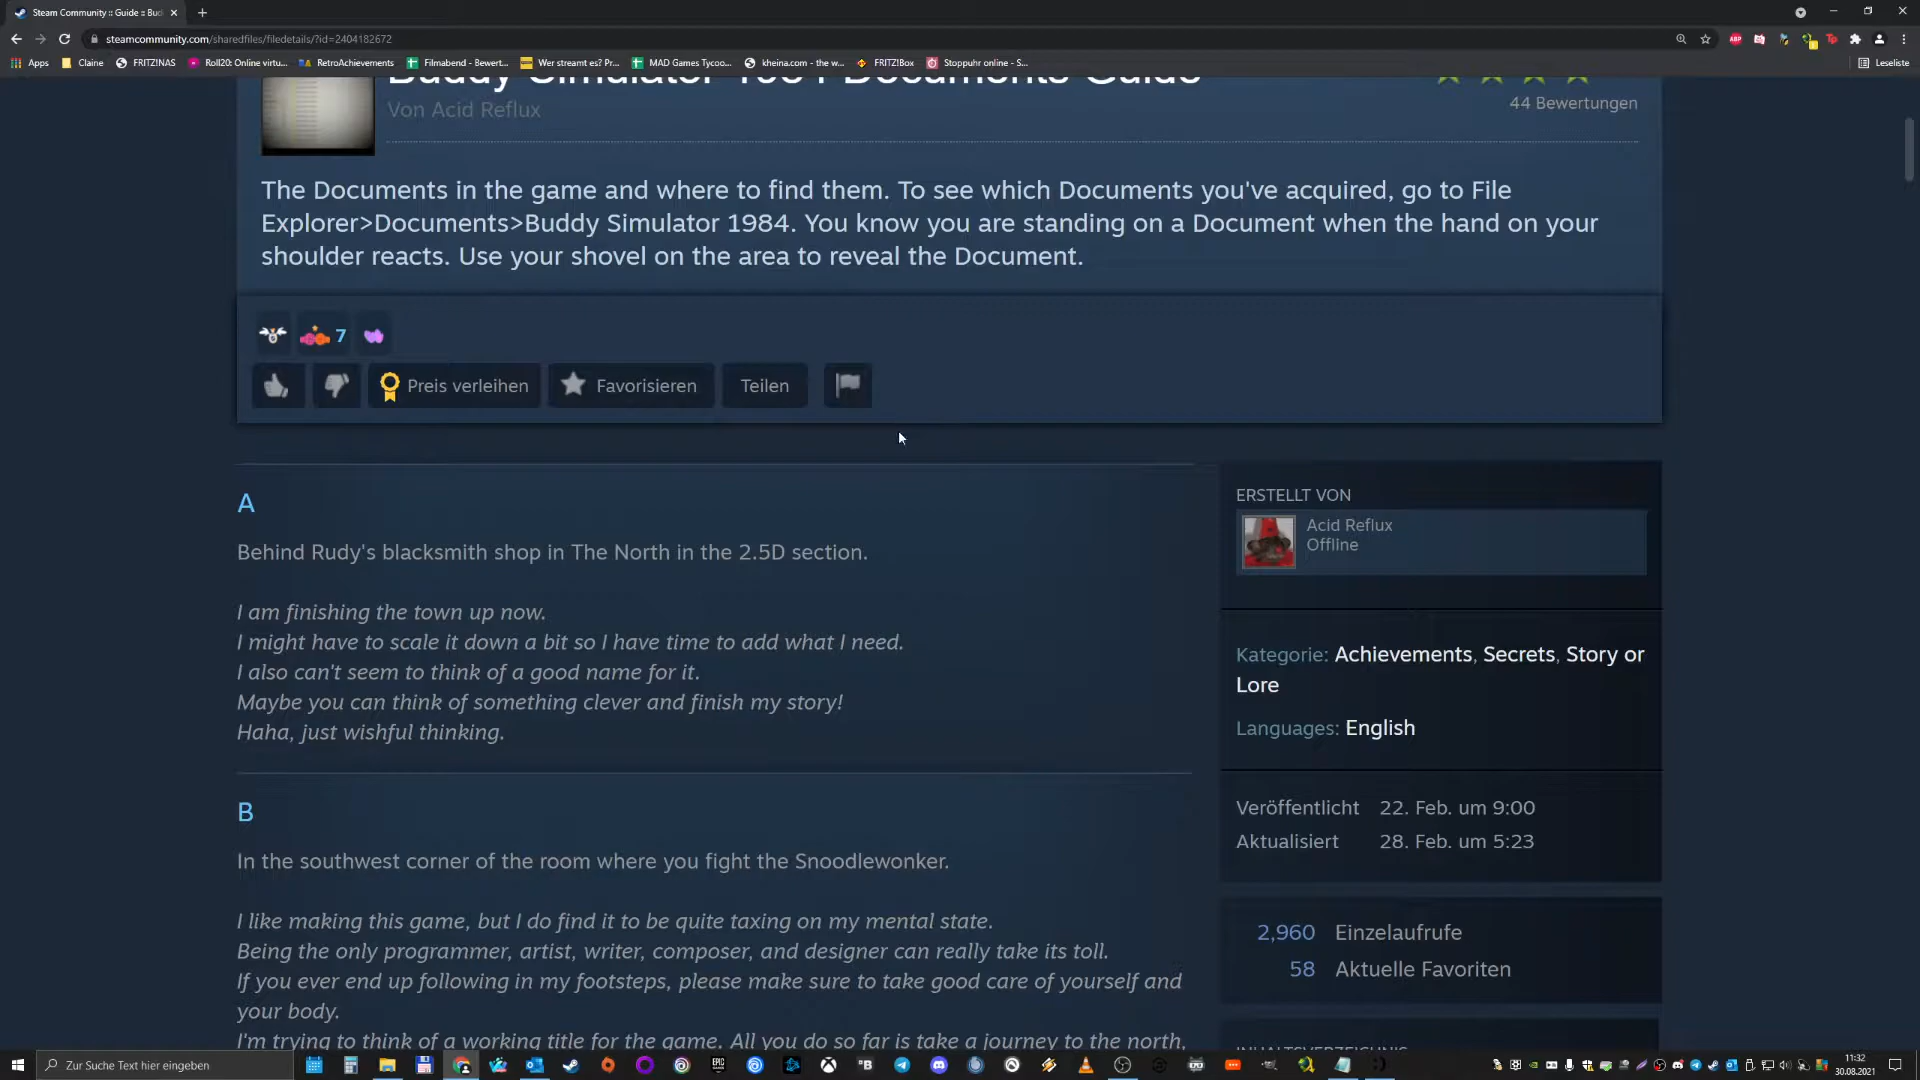 Steam Community :: Guide :: Bud
steamcommunity.com/sharedfiles/filedetails/?id=2404182672
Apps
Claine
FRITZ!NAS
Roll20: Online virtu...
RetroAchievements
Filmabend - Bewert...
Wer streamt es? Pr...
MAD Games Tycoo...
kheina.com - the w...
FRITZ!Box
Stoppuhr online - S...
Leseliste
Buddy Simulator 1984 Documents Guide
Von Acid Reflux
44 Bewertungen
The Documents in the game and where to find them. To see which Documents you've acquired, go to File
Explorer>Documents>Buddy Simulator 1984. You know you are standing on a Document when the hand on your
shoulder reacts. Use your shovel on the area to reveal the Document.
7
Preis verleihen
Favorisieren
Teilen
A
Behind Rudy's blacksmith shop in The North in the 2.5D section.
I am finishing the town up now.
I might have to scale it down a bit so I have time to add what I need.
I also can't seem to think of a good name for it.
Maybe you can think of something clever and finish my story!
Haha, just wishful thinking.
B
In the southwest corner of the room where you fight the Snoodlewonker.
I like making this game, but I do find it to be quite taxing on my mental state.
Being the only programmer, artist, writer, composer, and designer can really take its toll.
If you ever end up following in my footsteps, please make sure to take good care of yourself and
your body.
I'm trying to think of a working title for the game. All you do so far is take a journey to the north,
ERSTELLT VON
Acid Reflux
Offline
Kategorie: Achievements, Secrets, Story or
Lore
Languages: English
Veröffentlicht 22. Feb. um 9:00
Aktualisiert 28. Feb. um 5:23
2,960 Einzelaufrufe
58 Aktuelle Favoriten
INHALTSVERZEICHNIS
Zur Suche Text hier eingeben
11:32
30.08.2021